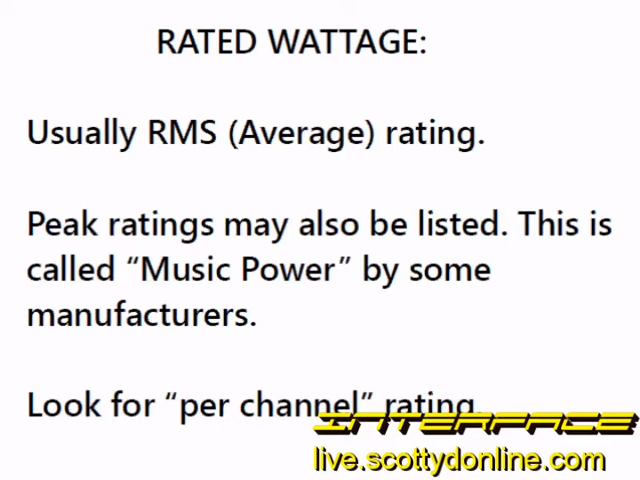 RATED WATTAGE:
Usually RMS (Average) rating.
Peak ratings may also be listed. This is
called “Music Power” by some
manufacturers.
Look for “per channel” rating.
INTERFACE
live.scottydonline.com